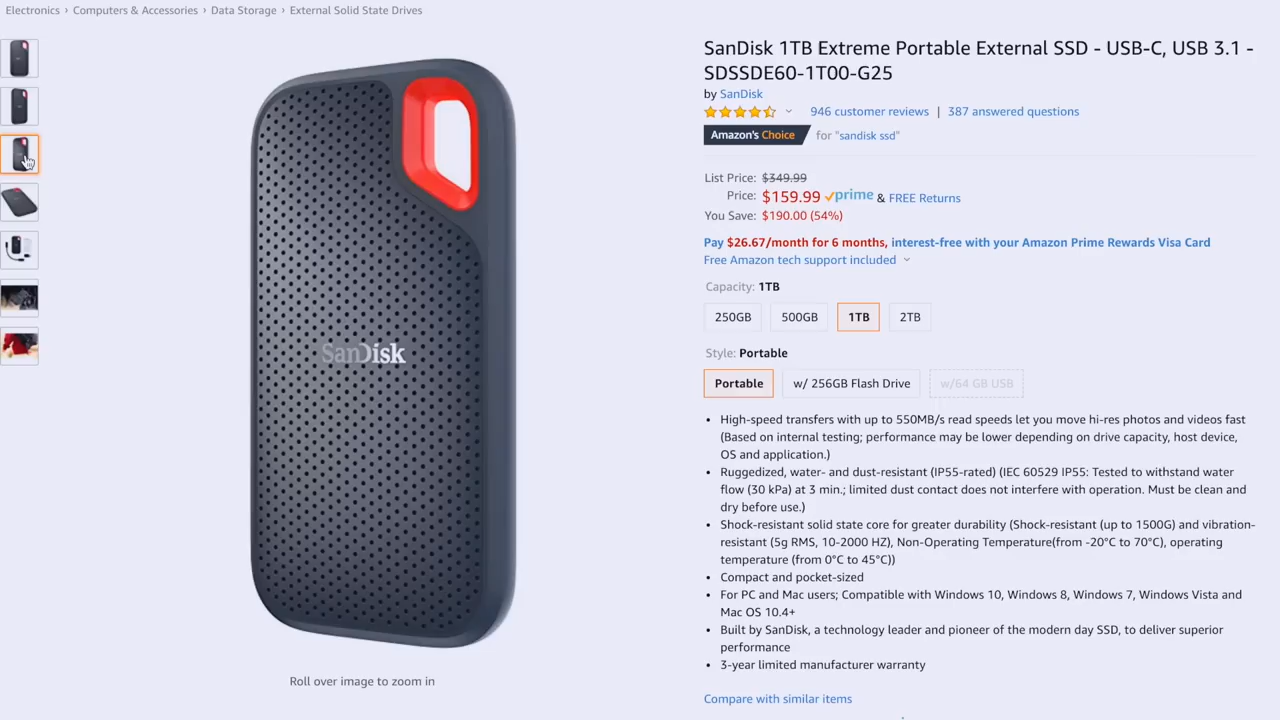 Electronics › Computers & Accessories › Data Storage › External Solid State Drives
SanDisk 1TB Extreme Portable External SSD - USB-C, USB 3.1 -
SDSSDE60-1T00-G25
by SanDisk
946 customer reviews | 387 answered questions
Amazon's Choice for "sandisk ssd"
List Price: $349.99
Price: $159.99 prime & FREE Returns
You Save: $190.00 (54%)
Pay $26.67/month for 6 months, interest-free with your Amazon Prime Rewards Visa Card
Free Amazon tech support included
Capacity: 1TB
250GB 500GB 1TB 2TB
Style: Portable
Portable w/ 256GB Flash Drive w/64 GB USB
• High-speed transfers with up to 550MB/s read speeds let you move hi-res photos and videos fast
(Based on internal testing; performance may be lower depending on drive capacity, host device,
OS and application.)
• Ruggedized, water- and dust-resistant (IP55-rated) (IEC 60529 IP55: Tested to withstand water
flow (30 kPa) at 3 min.; limited dust contact does not interfere with operation. Must be clean and
dry before use.)
• Shock-resistant solid state core for greater durability (Shock-resistant (up to 1500G) and vibration-
resistant (5g RMS, 10-2000 HZ), Non-Operating Temperature(from -20°C to 70°C), operating
temperature (from 0°C to 45°C))
• Compact and pocket-sized
• For PC and Mac users; Compatible with Windows 10, Windows 8, Windows 7, Windows Vista and
Mac OS 10.4+
• Built by SanDisk, a technology leader and pioneer of the modern day SSD, to deliver superior
performance
• 3-year limited manufacturer warranty
Compare with similar items
SanDisk
Roll over image to zoom in